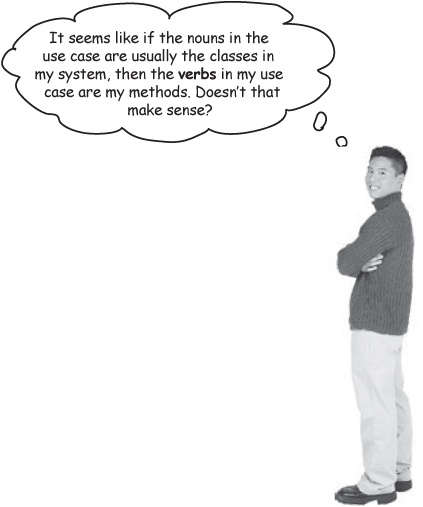 It seems like if the nouns in the
use case are usually the classes in
my system, then the verbs in my use
case are my methods. Doesn't that
make sense?